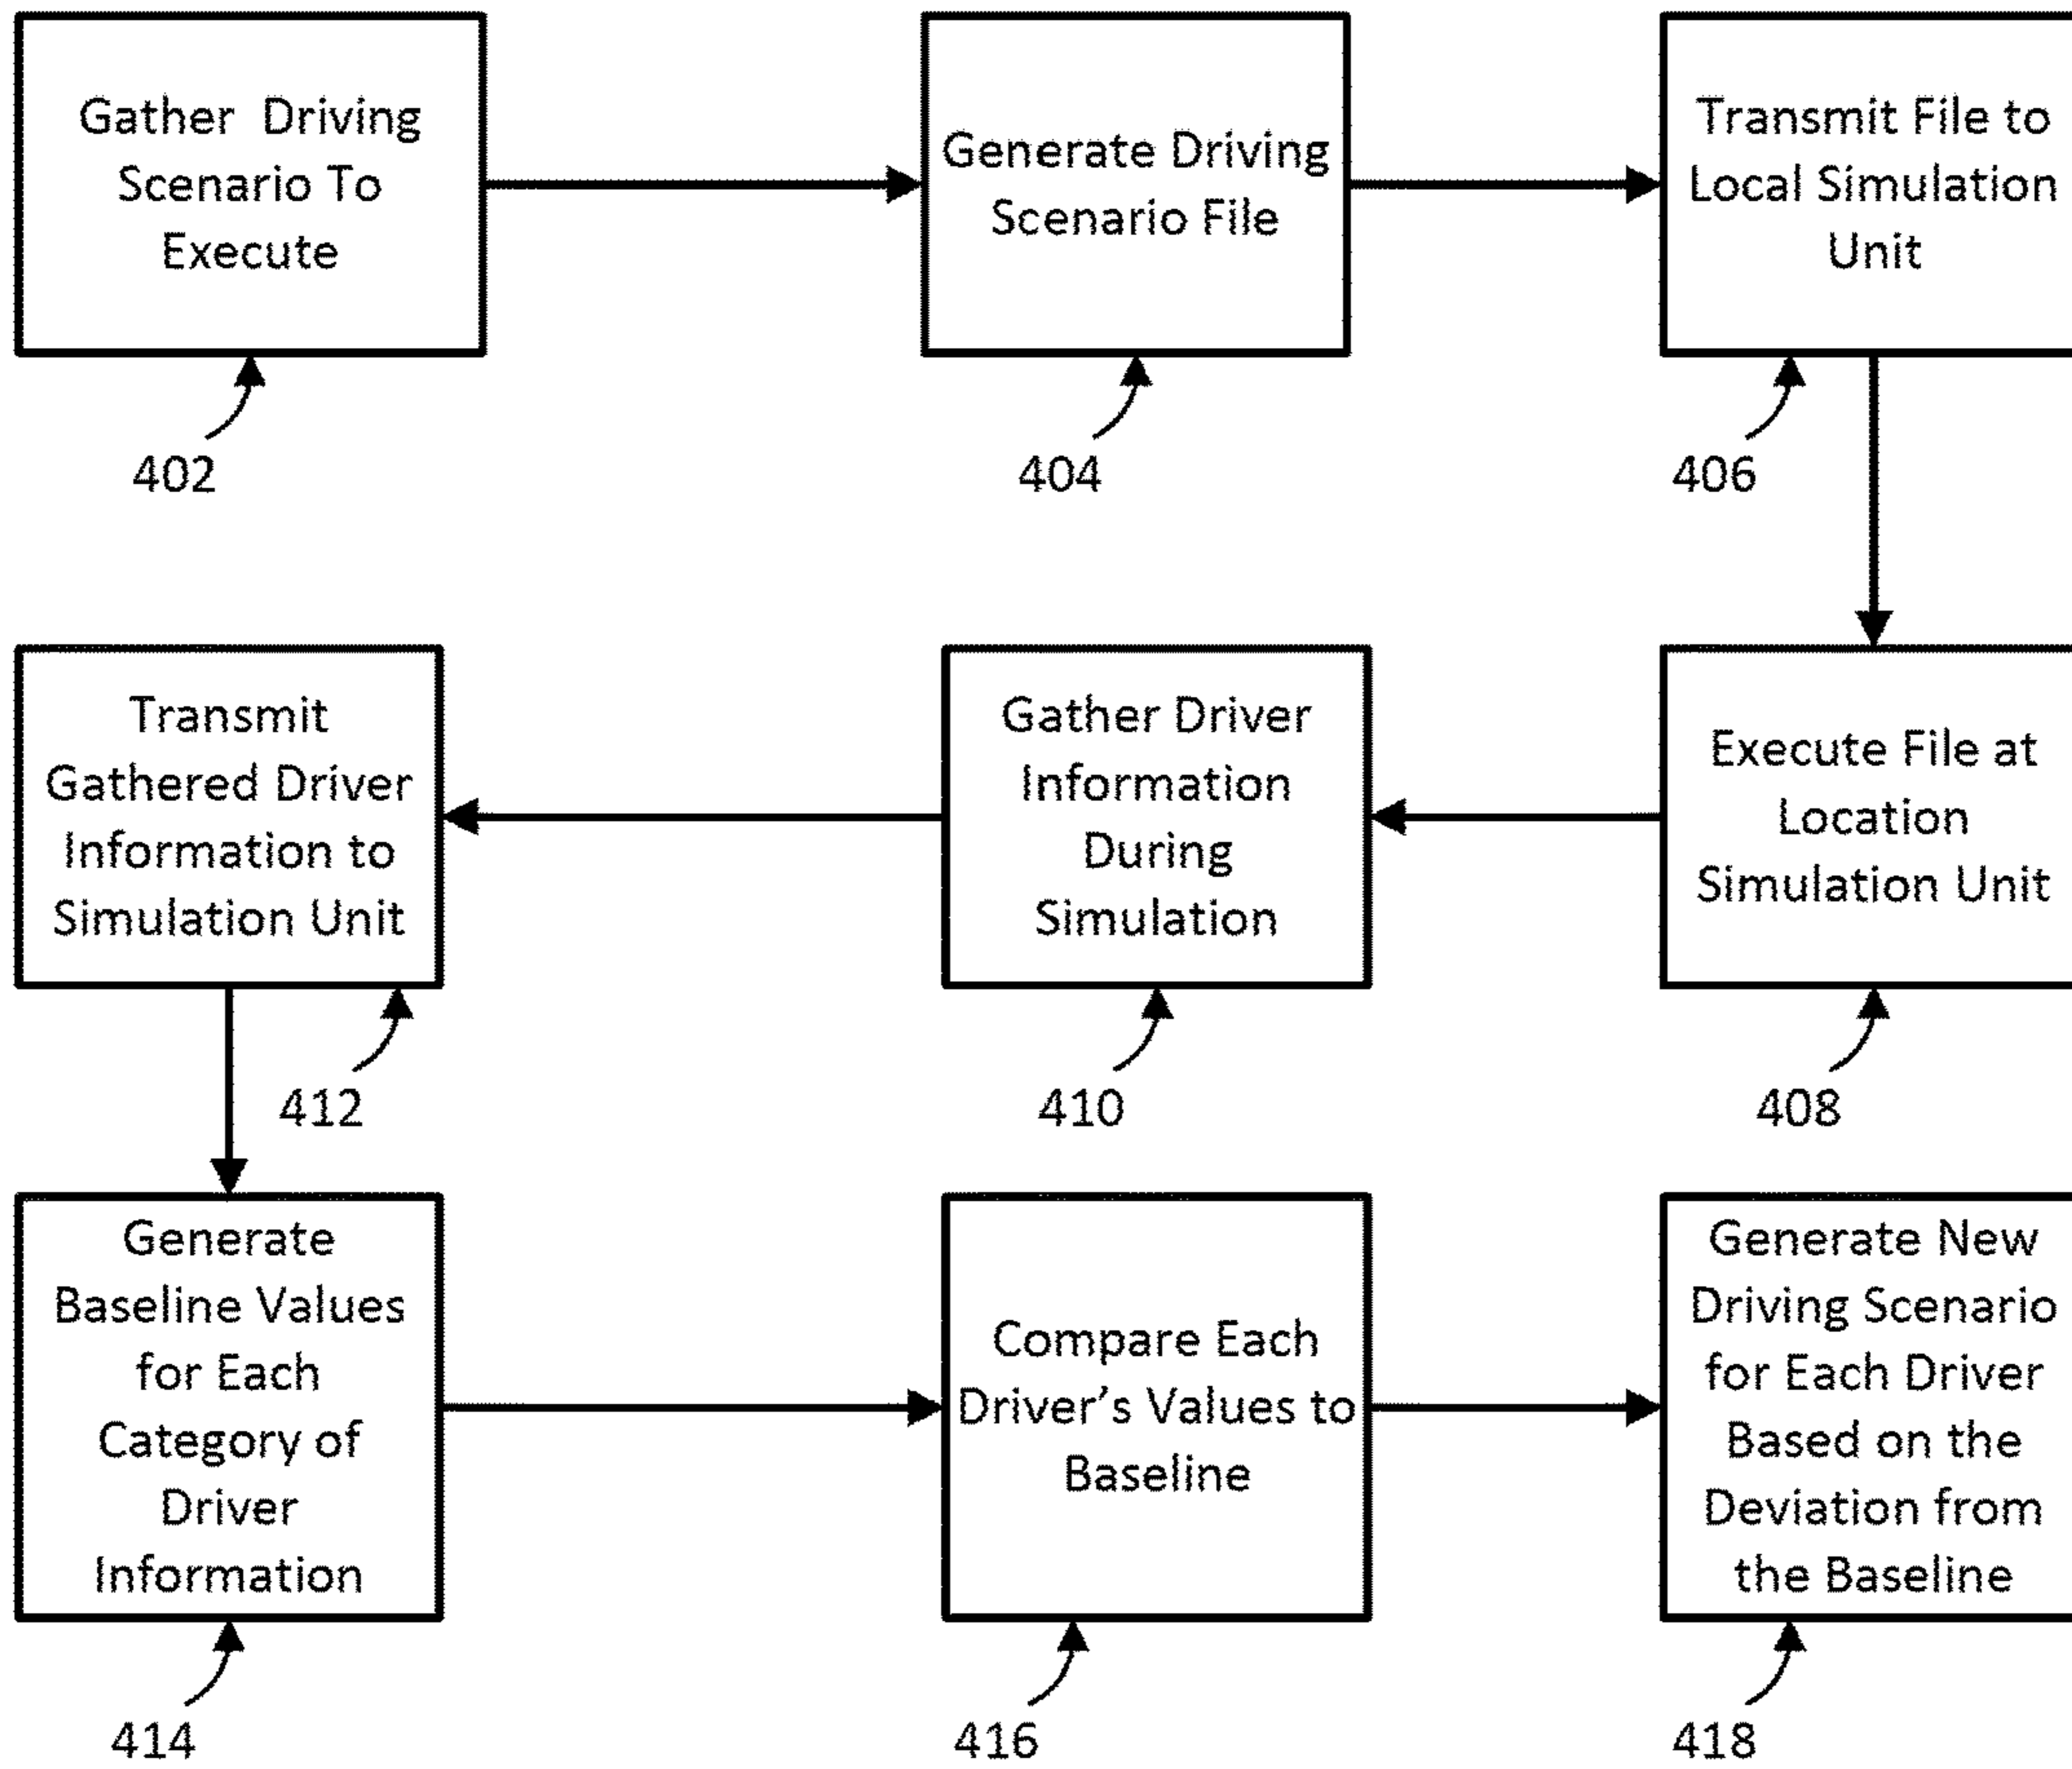 Gather Driving
Scenario To
Execute
Generate Driving
Scenario File
Transmit File to
Local Simulation
Unit
402
404
406
Transmit
Gathered Driver
Information to
Simulation Unit
Gather Driver
Information
During
Simulation
Execute File at
Location
Simulation Unit
412
410
408
Generate
Baseline Values
for Each
Category of
Driver
Information
Compare Each
Driver's Values to
Baseline
Generate New
Driving Scenario
for Each Driver
Based on the
Deviation from
the Baseline
414
416
418